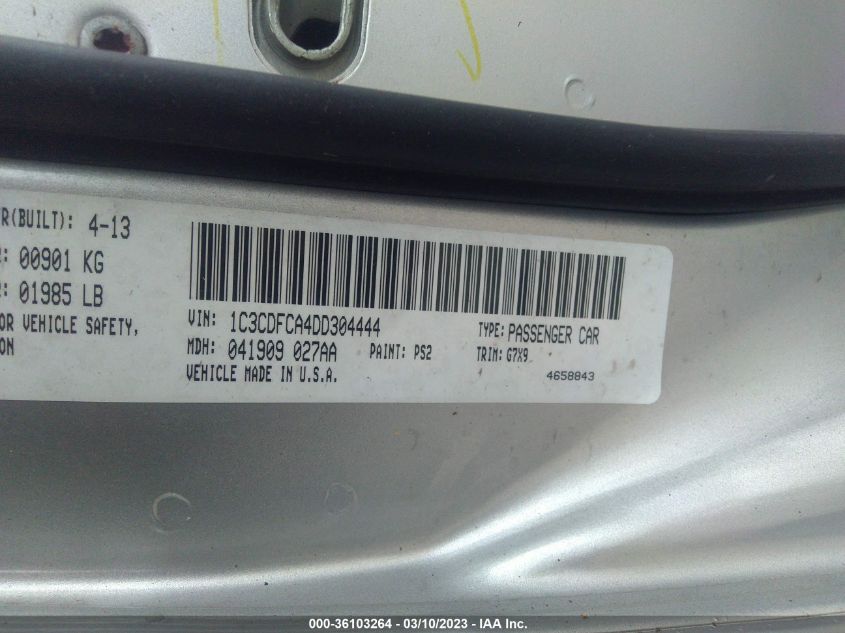 R(BUILT): 4-13
: 00901 KG
: 01985 LB
OR VEHICLE SAFETY,
ON
VIN: 1C3CDFCA4DD304444 TYPE: PASSENGER CAR
MDH: 041909 027AA PAINT: PS2 TRIM: G7X9
VEHICLE MADE IN U.S.A. 4658843
000-36103264 - 03/10/2023 - IAA Inc.